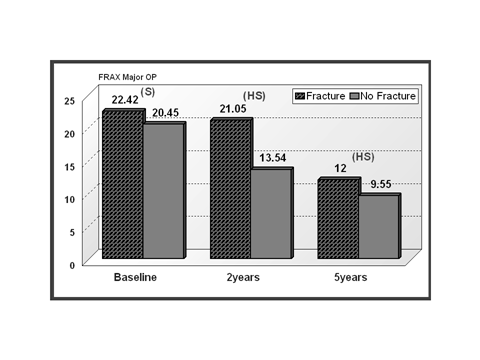 FRAX Major OP
Fracture No Fracture
(S) (HS) (HS)
22.42 20.45 21.05 13.54 12 9.55
25
20
15
10
5
0
Baseline 2years 5years